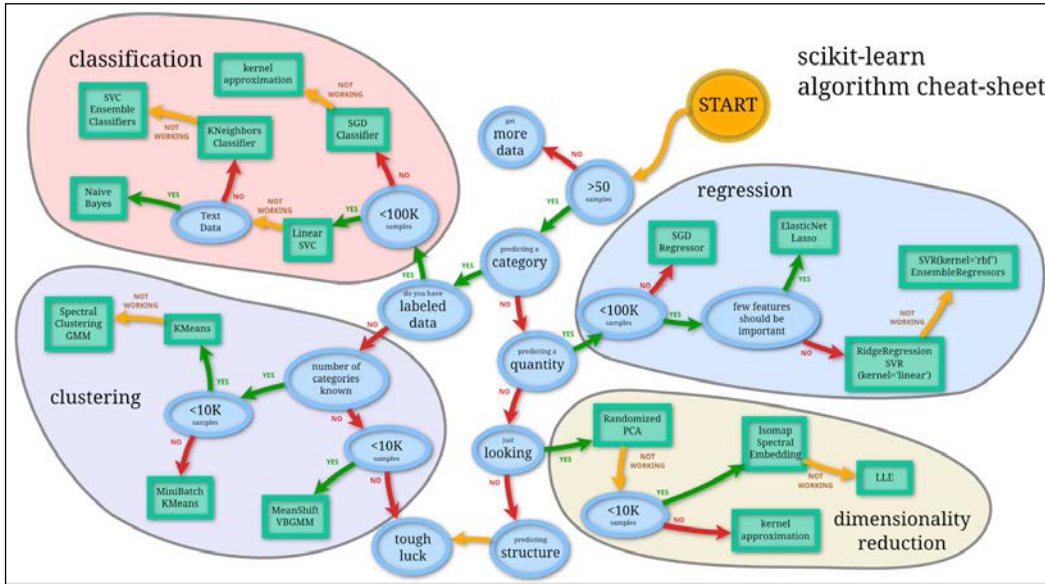 scikit-learn
algorithm cheat-sheet
START
>50
samples
NO
get
more
data
YES
predicting a
category
YES
do you have
labeled
data
YES
NO
NO
classification
<100K
samples
YES
NO
Linear
SVC
NOT
WORKING
Text
Data
YES
Naive
Bayes
NO
KNeighbors
Classifier
NOT
WORKING
SVC
Ensemble
Classifiers
SGD
Classifier
NOT
WORKING
kernel
approximation
clustering
number of
categories
known
YES
NO
<10K
samples
YES
KMeans
NOT
WORKING
Spectral
Clustering
GMM
NO
MiniBatch
KMeans
<10K
samples
YES
MeanShift
VBGMM
NO
tough
luck
predicting a
quantity
YES
NO
regression
<100K
samples
NO
SGD
Regressor
YES
few features
should be
important
YES
ElasticNet
Lasso
NO
RidgeRegression
SVR
(kernel='linear')
NOT
WORKING
SVR(kernel='rbf')
EnsembleRegressors
Just
looking
YES
NO
predicting
structure
dimensionality
reduction
Randomized
PCA
NOT
WORKING
<10K
samples
YES
Isomap
Spectral
Embedding
NOT
WORKING
LLE
NO
kernel
approximation